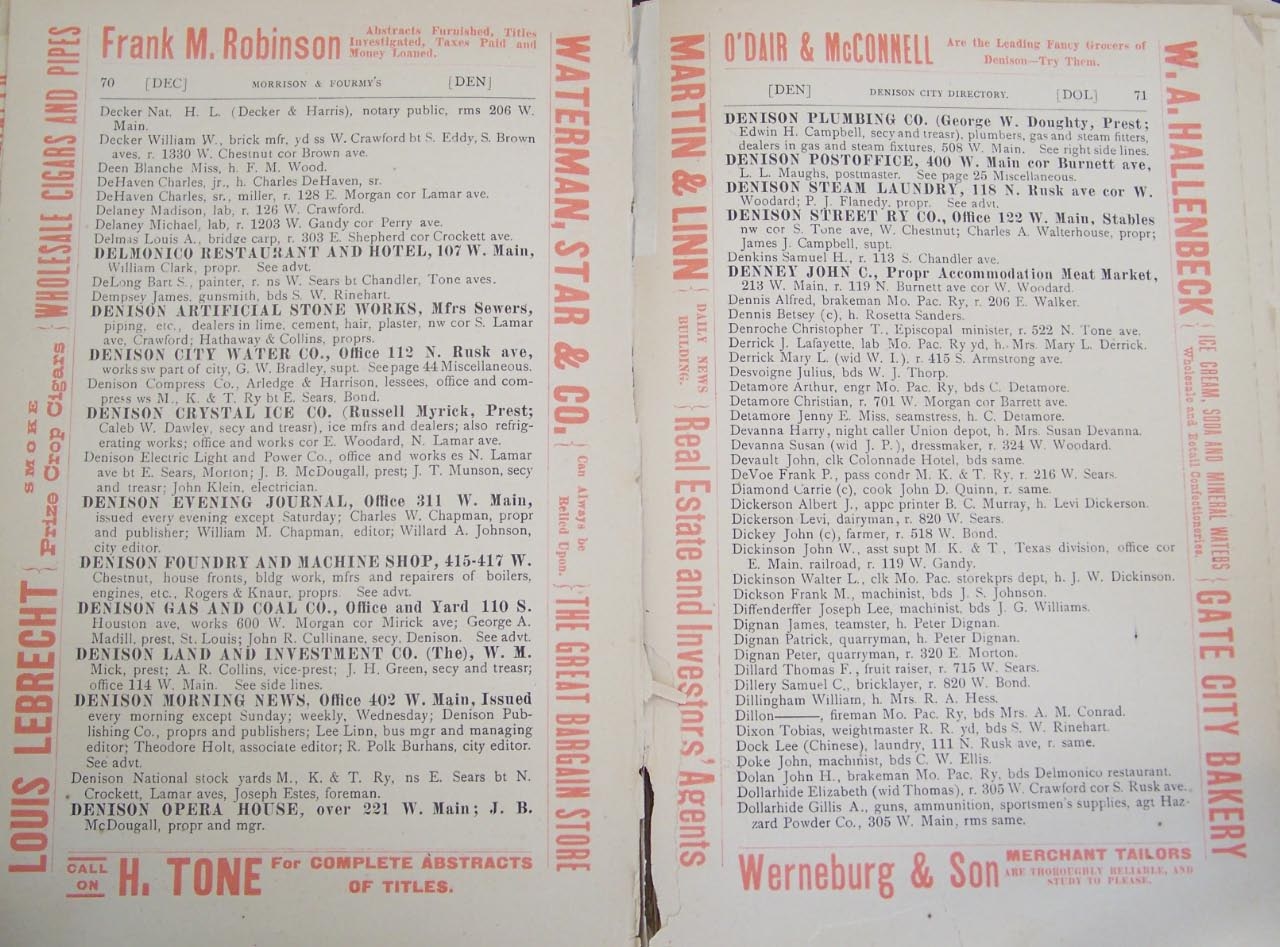 Frank M. Robinson
Abstracts Furnished, Titles
Investigated, Taxes Paid and
Money Loaned.
70 [DEC] MORRISON & FOURMY'S [DEN]
Decker Nat. H. L. (Decker & Harris), notary public, rms 206 W.
Main.
Decker William W., brick mfr, yd ss W. Crawford bt S. Eddy, S. Brown
aves, r. 1330 W. Chestnut cor Brown ave.
Deen Blanche Miss, h. F. M. Wood.
DeHaven Charles, jr., h. Charles DeHaven, sr.
DeHaven Charles, sr., miller, r. 128 E. Morgan cor Lamar ave.
Delaney Madison, lab, r. 126 W. Crawford.
Delaney Michael, lab, r. 1203 W. Gandy cor Perry ave.
Delmas Louis A., bridge carp, r. 303 E. Shepherd cor Crockett ave.
DELMONICO RESTAURANT AND HOTEL, 107 W. Main,
William Clark, propr. See advt.
DeLong Bart S., painter, r. ns W. Sears bt Chandler, Tone aves.
Dempsey James, gunsmith, bds S. W. Rinehart.
DENISON ARTIFICIAL STONE WORKS, Mfrs Sewers,
piping, etc., dealers in lime, cement, hair, plaster, nw cor S. Lamar
ave, Crawford; Hathaway & Collins, proprs.
DENISON CITY WATER CO., Office 112 N. Rusk ave,
works sw part of city, G. W. Bradley, supt. See page 44 Miscellaneous.
Denison Compress Co., Arledge & Harrison, lessees, office and com-
press ws M., K. & T. Ry bt E. Sears, Bond.
DENISON CRYSTAL ICE CO. (Russell Myrick, Prest;
Caleb W. Dawley, secy and treasr), ice mfrs and dealers; also refrig-
erating works; office and works cor E. Woodard, N. Lamar ave.
Denison Electric Light and Power Co., office and works es N. Lamar
ave bt E. Sears, Morton; J. B. McDougall, prest; J. T. Munson, secy
and treasr; John Klein, electrician.
DENISON EVENING JOURNAL, Office 311 W. Main,
issued every evening except Saturday; Charles W. Chapman, propr
and publisher; William M. Chapman, editor; Willard A. Johnson,
city editor.
DENISON FOUNDRY AND MACHINE SHOP, 415-417 W.
Chestnut, house fronts, bldg work, mfrs and repairers of boilers,
engines, etc., Rogers & Knaur, proprs. See advt.
DENISON GAS AND COAL CO., Office and Yard 110 S.
Houston ave, works 600 W. Morgan cor Mirick ave; George A.
Madill, prest, St. Louis; John R. Cullinane, secy, Denison. See advt.
DENISON LAND AND INVESTMENT CO. (The), W. M.
Mick, prest; A. R. Collins, vice-prest; J. H. Green, secy and treasr;
office 114 W. Main. See side lines.
DENISON MORNING NEWS, Office 402 W. Main, Issued
every morning except Sunday; weekly, Wednesday; Denison Pub-
lishing Co., proprs and publishers; Lee Linn, bus mgr and managing
editor; Theodore Holt, associate editor; R. Polk Burhans, city editor.
See advt.
Denison National stock yards M., K. & T. Ry, ns E. Sears bt N.
Crockett, Lamar aves, Joseph Estes, foreman.
DENISON OPERA HOUSE, over 221 W. Main; J. B.
McDougall, propr and mgr.
CALL
ON
H. TONE
For COMPLETE ABSTRACTS
OF TITLES.
LOUIS LEBRECHT
SMOKE
Prize Crop Cigars
WHOLESALE CIGARS AND PIPES
WATERMAN, STAR & CO.
Can Always be
Relied Upon.
THE GREAT BARGAIN STORE
O'DAIR & McCONNELL
Are the Leading Fancy Grocers of
Denison—Try Them.
[DEN] DENISON CITY DIRECTORY. [DOL] 71
DENISON PLUMBING CO. (George W. Doughty, Prest;
Edwin H. Campbell, secy and treasr), plumbers, gas and steam fitters,
dealers in gas and steam fixtures, 508 W. Main. See right side lines.
DENISON POSTOFFICE, 400 W. Main cor Burnett ave,
L. L. Maughs, postmaster. See page 25 Miscellaneous.
DENISON STEAM LAUNDRY, 118 N. Rusk ave cor W.
Woodard; P. J. Flanedy, propr. See advt.
DENISON STREET RY CO., Office 122 W. Main, Stables
nw cor S. Tone ave, W. Chestnut; Charles A. Walterhouse, propr;
James J. Campbell, supt.
Denkins Samuel H., r. 113 S. Chandler ave.
DENNEY JOHN C., Propr Accommodation Meat Market,
213 W. Main, r. 119 N. Burnett ave cor W. Woodard.
Dennis Alfred, brakeman Mo. Pac. Ry, r. 206 E. Walker.
Dennis Betsey (c), h. Rosetta Sanders.
Denroche Christopher T., Episcopal minister, r. 522 N. Tone ave.
Derrick J. Lafayette, lab Mo. Pac. Ry yd, h. Mrs. Mary L. Derrick.
Derrick Mary L. (wid W. I.), r. 415 S. Armstrong ave.
Desvoigne Julius, bds W. J. Thorp.
Detamore Arthur, engr Mo. Pac. Ry, bds C. Detamore.
Detamore Christian, r. 701 W. Morgan cor Barrett ave.
Detamore Jenny E. Miss, seamstress, h. C. Detamore.
Devanna Harry, night caller Union depot, h. Mrs. Susan Devanna.
Devanna Susan (wid J. P.), dressmaker, r. 324 W. Woodard.
Devault John, clk Colonnade Hotel, bds same.
DeVoe Frank P., pass condr M. K. & T. Ry, r. 216 W. Sears.
Diamond Carrie (c), cook John D. Quinn, r. same.
Dickerson Albert J., appc printer B. C. Murray, h. Levi Dickerson.
Dickerson Levi, dairyman, r. 820 W. Sears.
Dickey John (c), farmer, r. 518 W. Bond.
Dickinson John W., asst supt M. K. & T, Texas division, office cor
E. Main. railroad, r. 119 W. Gandy.
Dickinson Walter L., clk Mo. Pac. storekprs dept, h. J. W. Dickinson.
Dickson Frank M., machinist, bds J. S. Johnson.
Diffenderffer Joseph Lee, machinist, bds J. G. Williams.
Dignan James, teamster, h. Peter Dignan.
Dignan Patrick, quarryman, h. Peter Dignan.
Dignan Peter, quarryman, r. 320 E. Morton.
Dillard Thomas F., fruit raiser, r. 715 W. Sears.
Dillery Samuel C., bricklayer, r. 820 W. Bond.
Dillingham William, h. Mrs. R. A. Hess.
Dillon———, fireman Mo. Pac. Ry, bds Mrs. A. M. Conrad.
Dixon Tobias, weightmaster R. R. yd, bds S. W. Rinehart.
Dock Lee (Chinese), laundry, 111 N. Rusk ave, r. same.
Doke John, machinist, bds C. W. Ellis.
Dolan John H., brakeman Mo. Pac. Ry, bds Delmonico restaurant.
Dollarhide Elizabeth (wid Thomas), r. 305 W. Crawford cor S. Rusk ave.
Dollarhide Gillis A., guns, ammunition, sportsmen's supplies, agt Haz-
zard Powder Co., 305 W. Main, rms same.
Werneburg & Son
MERCHANT TAILORS
ARE THOROUGHLY RELIABLE, AND
STUDY TO PLEASE.
MARTIN & LINN
DAILY NEWS
BUILDING.
Real Estate and Investors' Agents
W. A. HALLENBECK
ICE CREAM, SODA AND MINERAL WATERS
Wholesale and Retail Confectioneries.
GATE CITY BAKERY